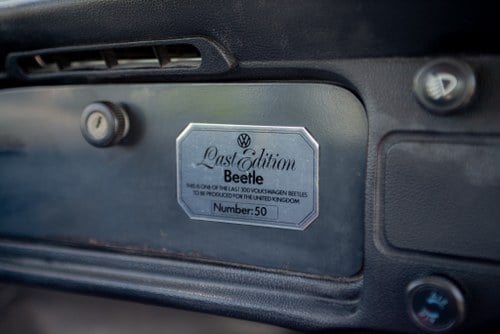 Last Edition
Beetle
THIS IS ONE OF THE LAST 300 VOLKSWAGEN BEETLES
TO BE PRODUCED FOR THE UNITED KINGDOM
Number: 50